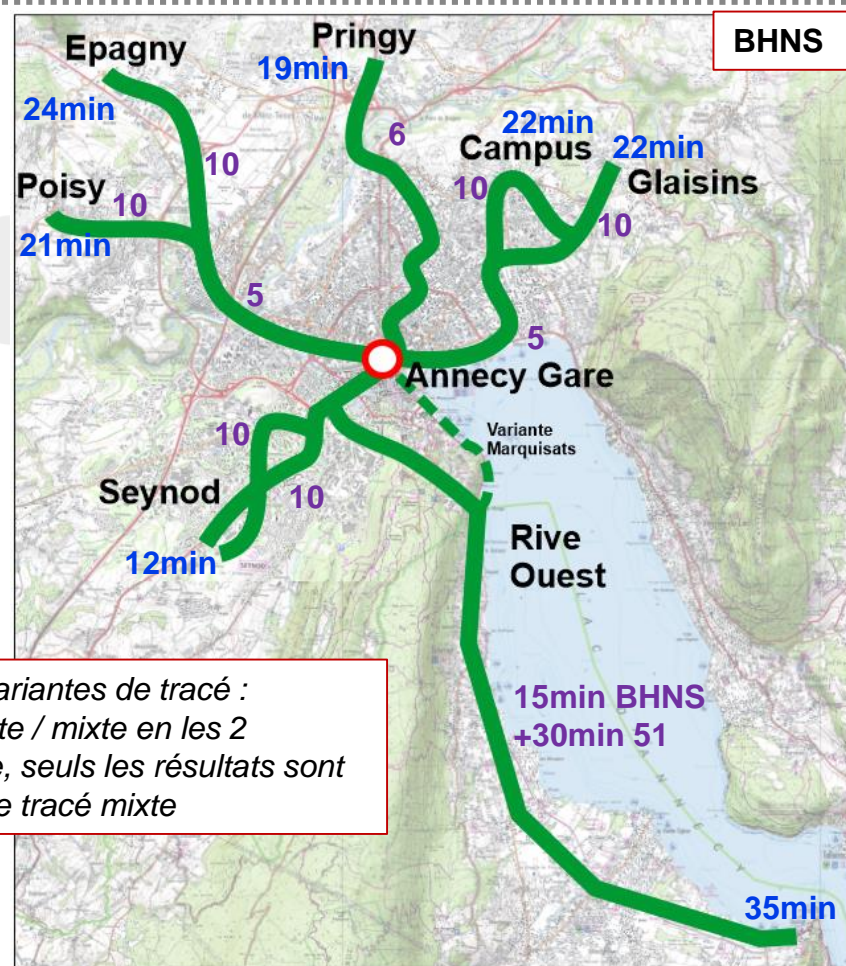 BHNS
Epagny
Pringy
19min
24min
22min
Campus
22min
Glaisins
6
10
10
10
Poisy
10
21min
5
5
Annecy Gare
Variante
Marquisats
10
Seynod
10
12min
Rive
Ouest
ariantes de tracé :
te / mixte en les 2
e, seuls les résultats sont
e tracé mixte
15min BHNS
+30min 51
35min